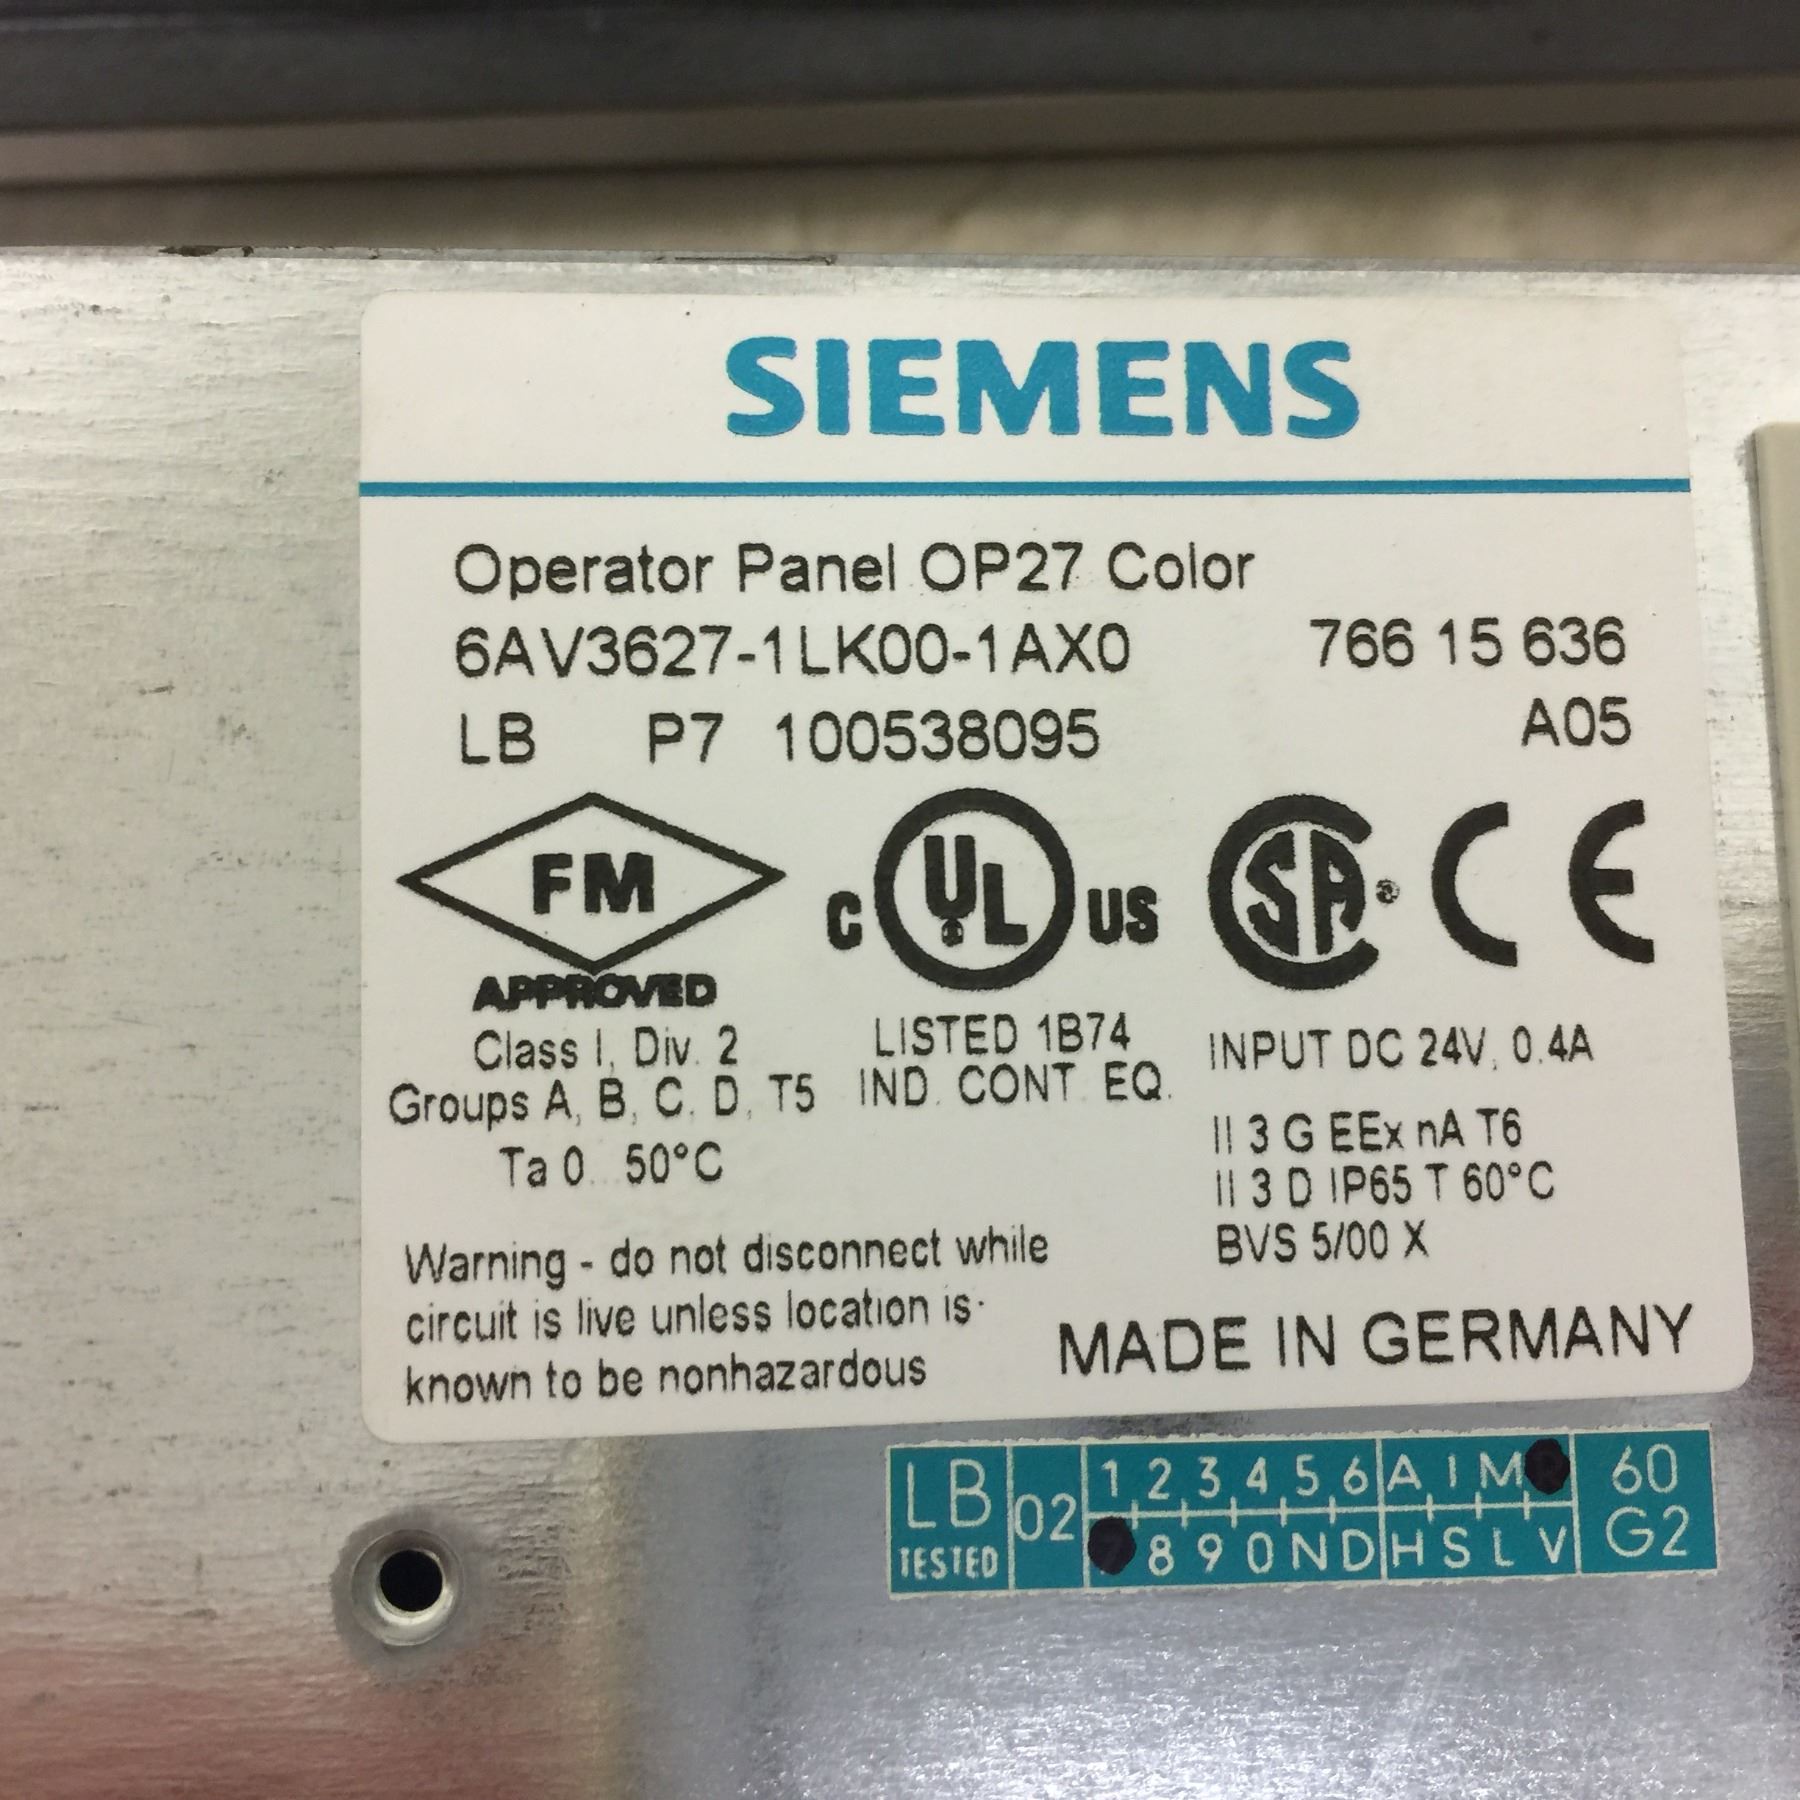 SIEMENS
Operator Panel OP27 Color
6AV3627-1LK00-1AX0 766 15 636
LB P7 100538095 A05
FM
APPROVED
C UL US
SA
CE
Class I, Div. 2
Groups A, B, C, D, T5
Ta 0...50°C
LISTED 1B74
IND. CONT. EQ.
INPUT DC 24V, 0.4A
II 3 G EEx nA T6
II 3 D IP65 T 60°C
BVS 5/00 X
Warning - do not disconnect while
circuit is live unless location is
known to be nonhazardous
MADE IN GERMANY
LB
TESTED
02
1 2 3 4 5 6 A I M
8 9 0 N D H S L V
60
G2